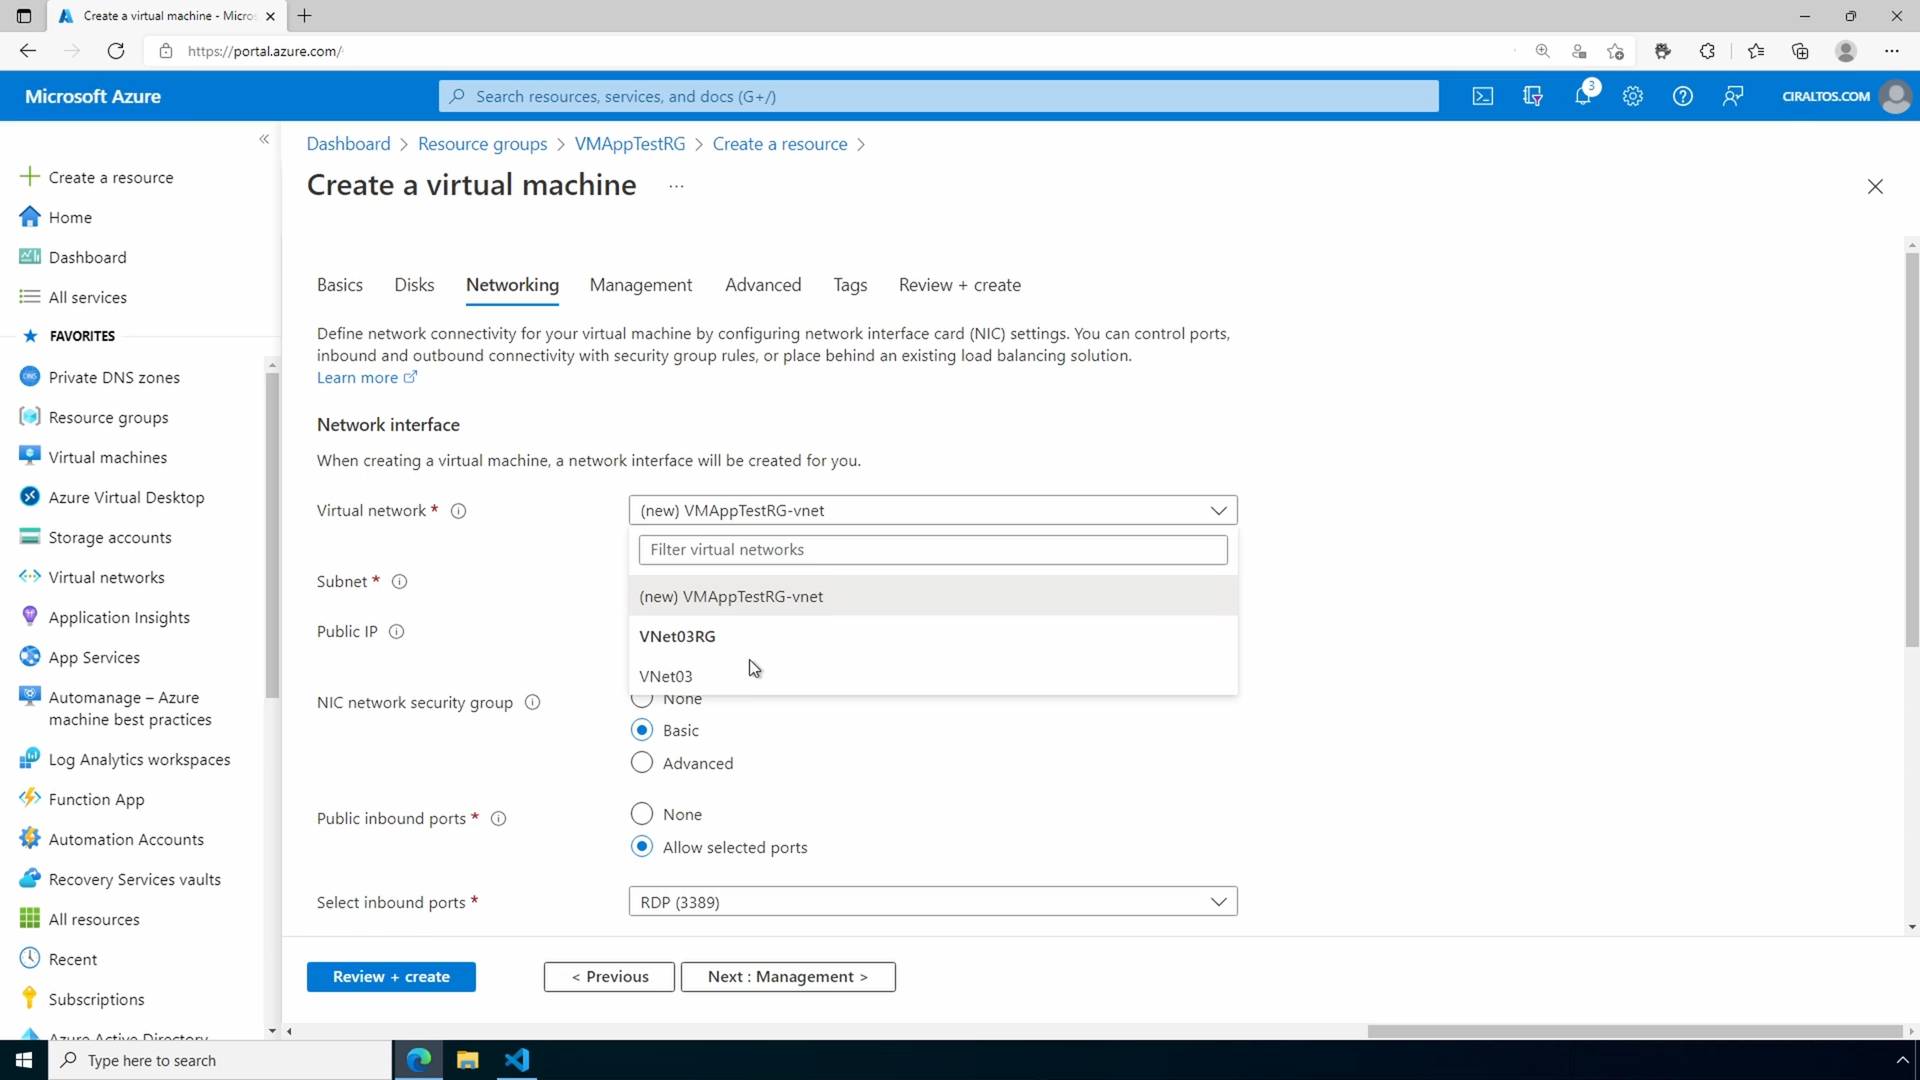 Create a virtual machine - Micros
https://portal.azure.com/
Microsoft Azure
Search resources, services, and docs (G+/)
3
CIRALTOS.COM
Dashboard > Resource groups > VMAppTestRG > Create a resource >
Create a virtual machine ...
Create a resource
Home
Dashboard
All services
FAVORITES
Private DNS zones
Resource groups
Virtual machines
Azure Virtual Desktop
Storage accounts
Virtual networks
Application Insights
App Services
Automanage – Azure
machine best practices
Log Analytics workspaces
Function App
Automation Accounts
Recovery Services vaults
All resources
Recent
Subscriptions
Azure Active Directory
Basics Disks Networking Management Advanced Tags Review + create
Define network connectivity for your virtual machine by configuring network interface card (NIC) settings. You can control ports,
inbound and outbound connectivity with security group rules, or place behind an existing load balancing solution.
Learn more
Network interface
When creating a virtual machine, a network interface will be created for you.
Virtual network * (new) VMAppTestRG-vnet
Filter virtual networks
(new) VMAppTestRG-vnet
VNet03RG
VNet03
Subnet *
Public IP
NIC network security group
None
Basic
Advanced
Public inbound ports *
None
Allow selected ports
Select inbound ports * RDP (3389)
Review + create < Previous Next : Management >
Type here to search